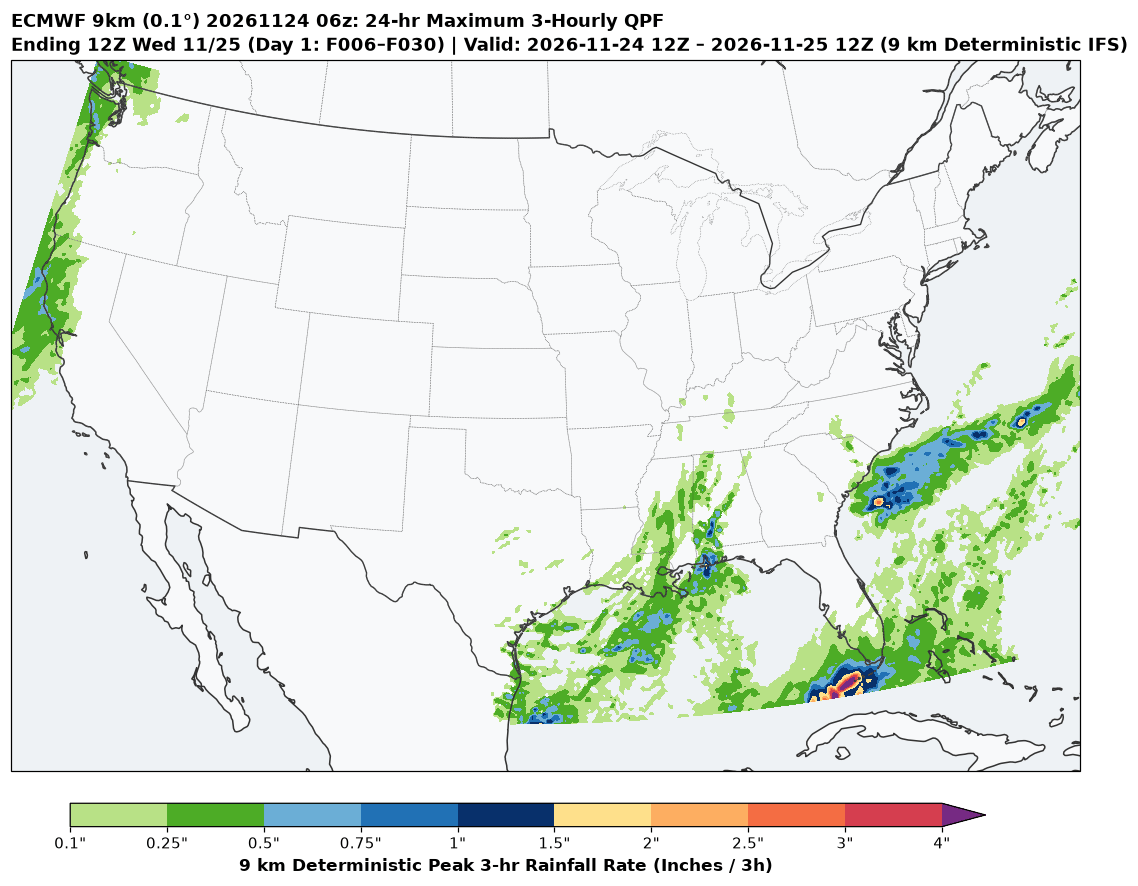 ECMWF 9km (0.1°) 20261124 06z: 24-hr Maximum 3-Hourly QPF
Ending 12Z Wed 11/25 (Day 1: F006–F030) | Valid: 2026-11-24 12Z – 2026-11-25 12Z (9 km Deterministic IFS)
0.1" 0.25" 0.5" 0.75" 1" 1.5" 2" 2.5" 3" 4"
9 km Deterministic Peak 3-hr Rainfall Rate (Inches / 3h)